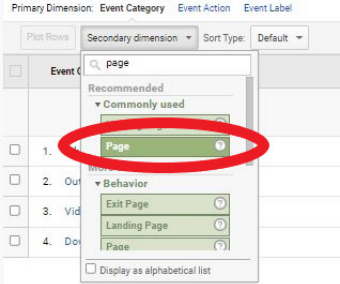 Primary Dimension: Event Category Event Action Event Label
Plot Rows Secondary dimension Sort Type: Default
Event C
page
Recommended
Commonly used
Page
1.
Behavior
2. Out
Exit Page
3. Vid
Landing Page
4. Dov
Page
Display as alphabetical list